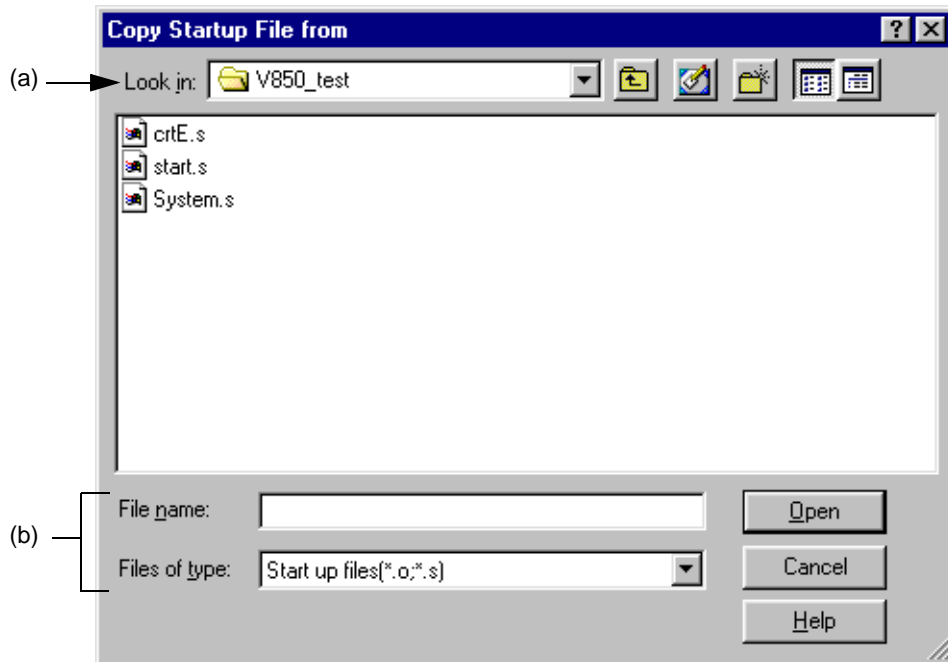 Copy Startup File from
(a) Look in: V850_test
crtE.s
start.s
System.s
(b)
File name: Open
Files of type: Start up files(*.o;*.s) Cancel
Help